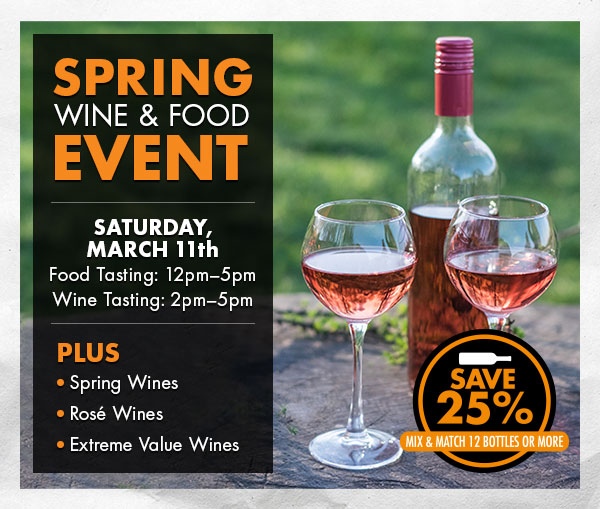 SPRING
WINE & FOOD
EVENT
SATURDAY,
MARCH 11th
Food Tasting: 12pm–5pm
Wine Tasting: 2pm–5pm
PLUS
• Spring Wines
• Rosé Wines
• Extreme Value Wines
SAVE
25%
MIX & MATCH 12 BOTTLES OR MORE